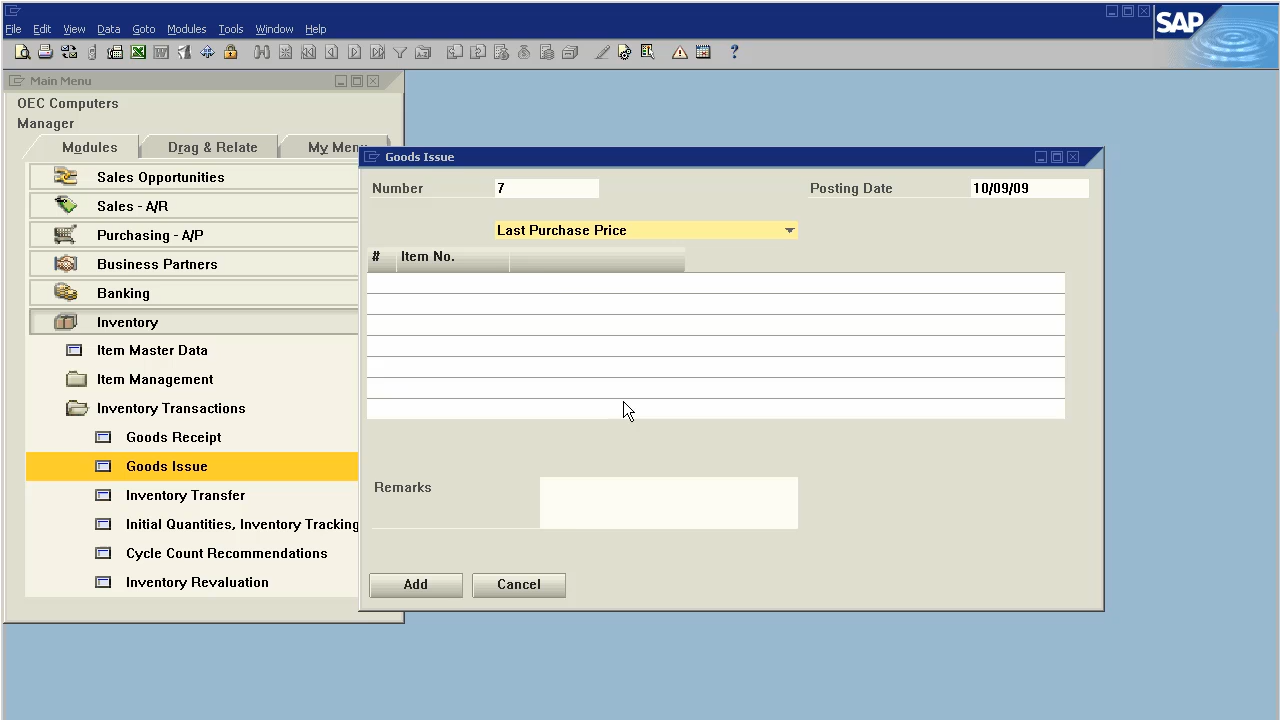 File Edit View Data Goto Modules Tools Window Help
SAP
Main Menu
OEC Computers
Manager
Modules Drag & Relate My Menu
Sales Opportunities
Sales - A/R
Purchasing - A/P
Business Partners
Banking
Inventory
Item Master Data
Item Management
Inventory Transactions
Goods Receipt
Goods Issue
Inventory Transfer
Initial Quantities, Inventory Tracking
Cycle Count Recommendations
Inventory Revaluation
Goods Issue
Number 7 Posting Date 10/09/09
Last Purchase Price
# Item No.
Remarks
Add Cancel